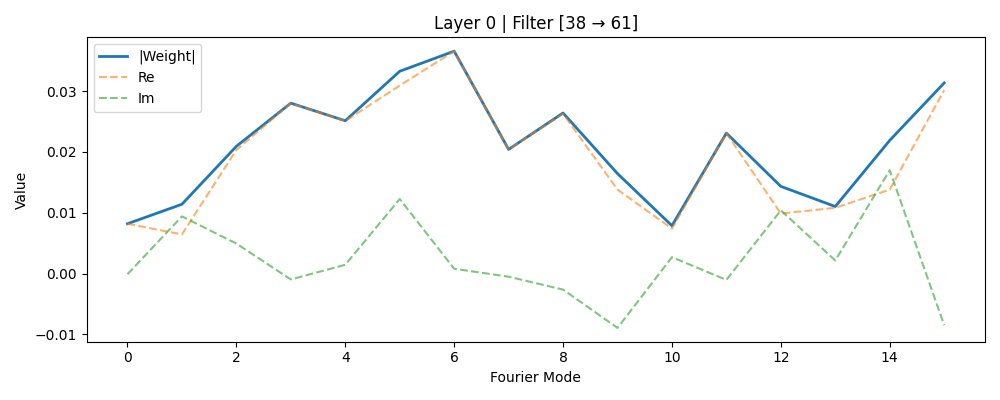 Layer 0 | Filter [38 → 61]
|Weight|
Re
Im
0.03
0.02
0.01
0.00
−0.01
Value
0 2 4 6 8 10 12 14
Fourier Mode